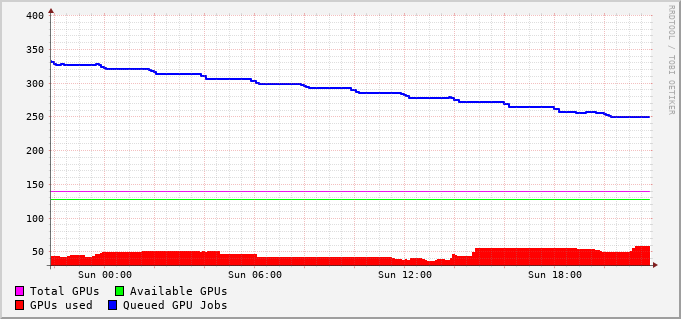 RRDTOOL / TOBI OETIKER
400
350
300
250
200
150
100
50
Sun 00:00 Sun 06:00 Sun 12:00 Sun 18:00
Total GPUs Available GPUs
GPUs used Queued GPU Jobs